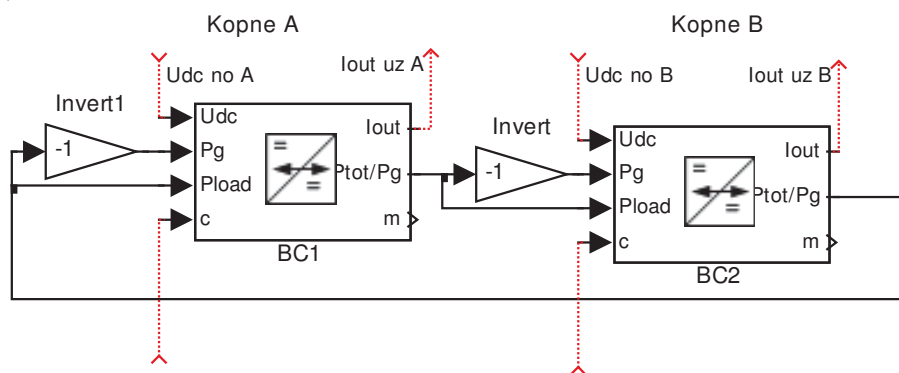 Kopne A
Kopne B
Udc no A
Iout uz A
Udc no B
Iout uz B
Invert1
-1
Udc
Pg
Pload
c
=
=
Iout
Ptot/Pg
m
BC1
Invert
-1
Udc
Pg
Pload
c
=
=
Iout
Ptot/Pg
m
BC2